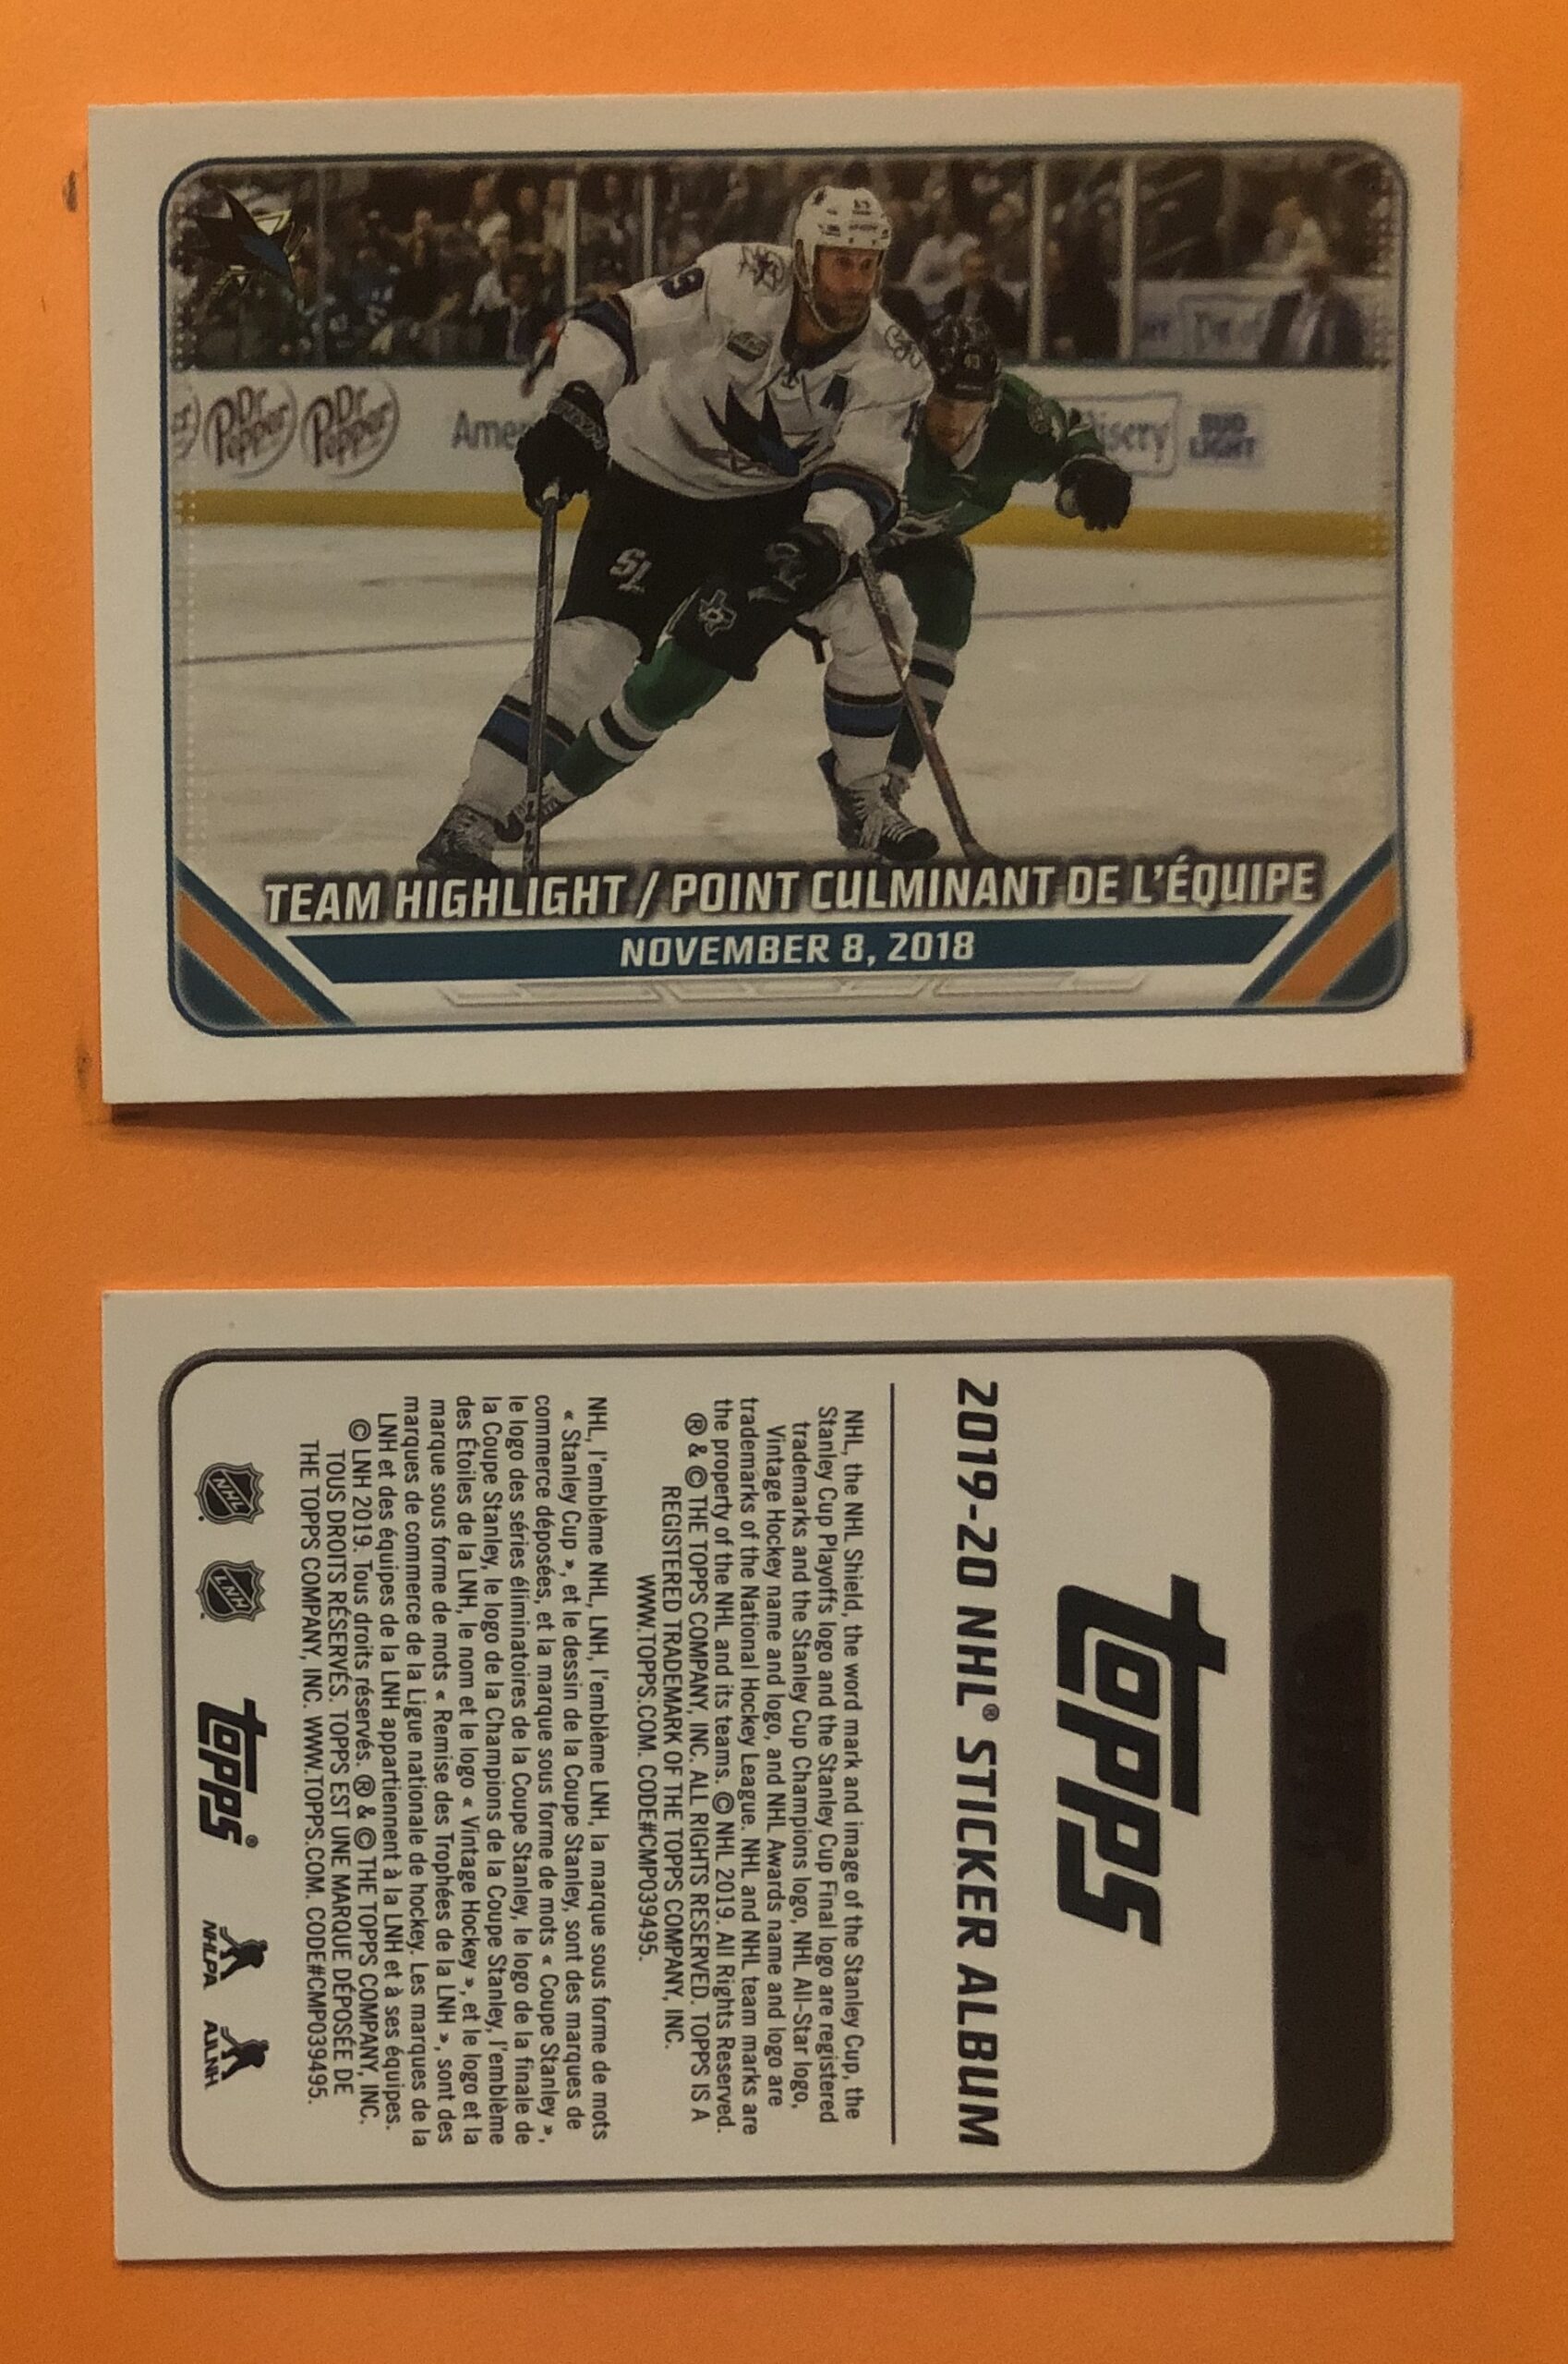 19
19
A
43
SJ
Dr Pepper
Dr Pepper
Ame
isery
BUD LIGHT
TEAM HIGHLIGHT / POINT CULMINANT DE L'ÉQUIPE
NOVEMBER 8, 2018
topps
2019-20 NHL® STICKER ALBUM
NHL, the NHL Shield, the word mark and image of the Stanley Cup, the
Stanley Cup Playoffs logo and the Stanley Cup Final logo are registered
trademarks and the Stanley Cup Champions logo, NHL All-Star logo,
Vintage Hockey name and logo, and NHL Awards name and logo are
trademarks of the National Hockey League. NHL and NHL team marks are
the property of the NHL and its teams. © NHL 2019. All Rights Reserved.
® & © THE TOPPS COMPANY, INC. ALL RIGHTS RESERVED. TOPPS IS A
REGISTERED TRADEMARK OF THE TOPPS COMPANY, INC.
WWW.TOPPS.COM. CODE#CMP039495.
NHL, l'emblème NHL, LNH, l'emblème LNH, la marque sous forme de mots
« Stanley Cup », et le dessin de la Coupe Stanley, sont des marques de
commerce déposées, et la marque sous forme de mots « Coupe Stanley »,
le logo des séries éliminatoires de la Coupe Stanley, le logo de la finale de
la Coupe Stanley, le logo de la Champions de la Coupe Stanley, l'emblème
des Étoiles de la LNH, le nom et le logo « Vintage Hockey », et le logo et la
marque sous forme de mots « Remise des Trophées de la LNH », sont des
marques de commerce de la Ligue nationale de hockey. Les marques de la
LNH et des équipes de la LNH appartiennent à la LNH et à ses équipes.
© LNH 2019. Tous droits réservés. ® & © THE TOPPS COMPANY, INC.
TOUS DROITS RÉSERVÉS. TOPPS EST UNE MARQUE DÉPOSÉE DE
THE TOPPS COMPANY, INC. WWW.TOPPS.COM. CODE#CMP039495.
NHL LNH topps® NHLPA AJLNH